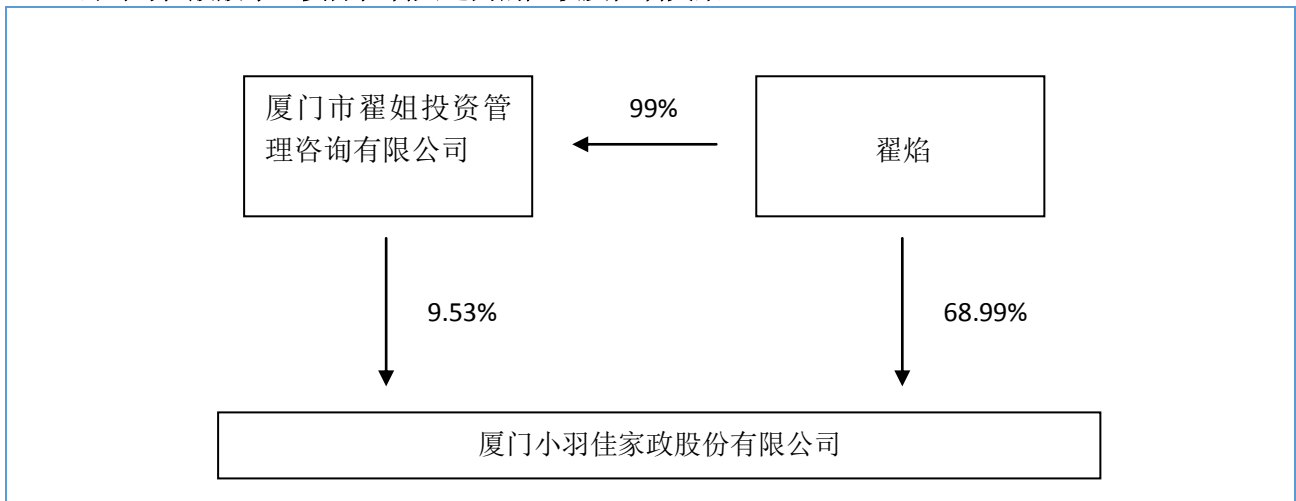 厦门市翟姐投资管
理咨询有限公司
99%
翟焰
9.53%
68.99%
厦门小羽佳家政股份有限公司